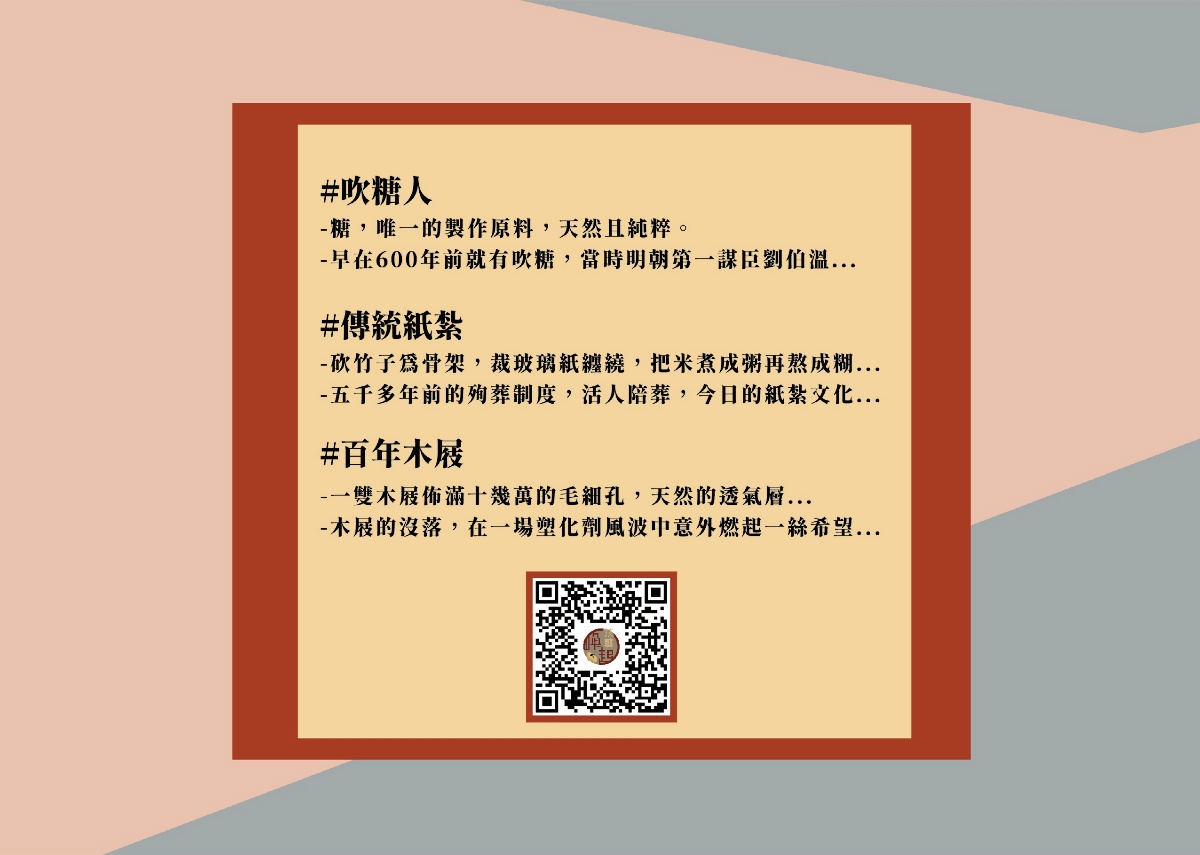 #吹糖人
-糖，唯一的製作原料，天然且純粹。
-早在600年前就有吹糖，當時明朝第一謀臣劉伯溫...
#傳統紙紮
-砍竹子爲骨架，裁玻璃紙纏繞，把米煮成粥再熬成糊...
-五千多年前的殉葬制度，活人陪葬，今日的紙紮文化...
#百年木屐
-一雙木屐佈滿十幾萬的毛細孔，天然的透氣層...
-木屐的沒落，在一場塑化劑風波中意外燃起一絲希望...